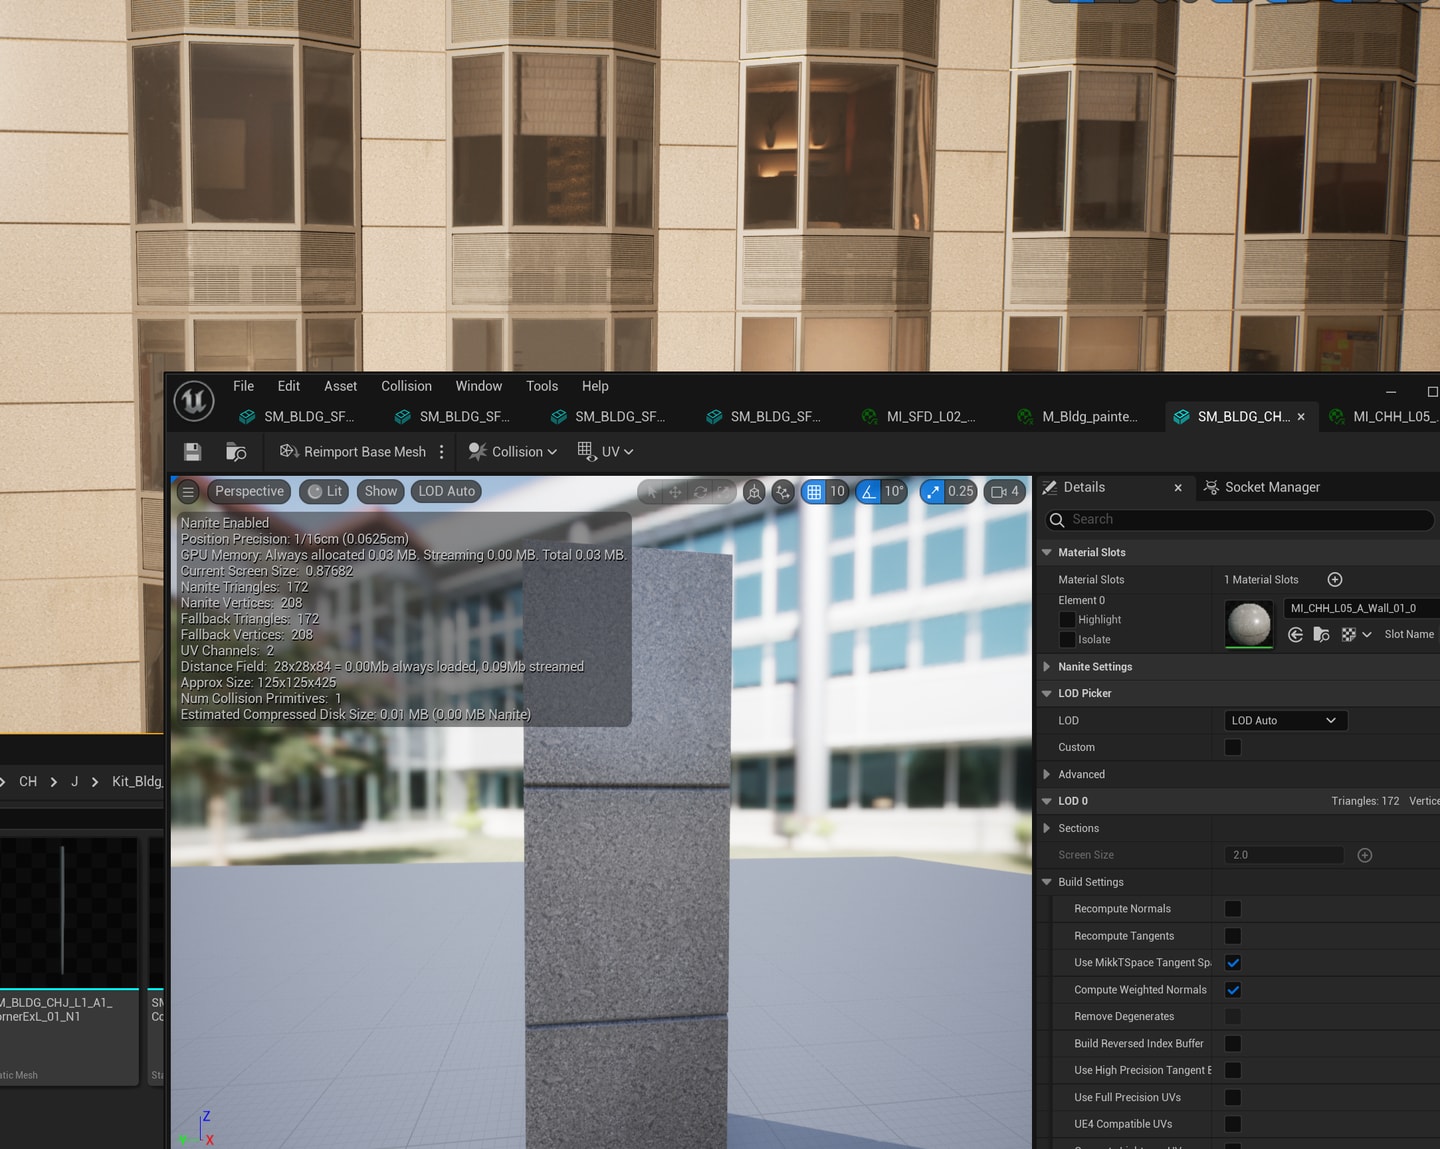 File Edit Asset Collision Window Tools Help
SM_BLDG_SF... SM_BLDG_SF... SM_BLDG_SF... SM_BLDG_SF... MI_SFD_L02_... M_Bldg_painte... SM_BLDG_CH... MI_CHH_L05_
Reimport Base Mesh Collision UV
Perspective Lit Show LOD Auto 10 10° 0.25 4
Nanite Enabled
Position Precision: 1/16cm (0.0625cm)
GPU Memory: Always allocated 0.03 MB. Streaming 0.00 MB. Total 0.03 MB.
Current Screen Size: 0.87682
Nanite Triangles: 172
Nanite Vertices: 208
Fallback Triangles: 172
Fallback Vertices: 208
UV Channels: 2
Distance Field: 28x28x84 = 0.00Mb always loaded, 0.09Mb streamed
Approx Size: 125x125x425
Num Collision Primitives: 1
Estimated Compressed Disk Size: 0.01 MB (0.00 MB Nanite)
Z
X
Details Socket Manager
Search
Material Slots
Material Slots 1 Material Slots
Element 0
MI_CHH_L05_A_Wall_01_0
Highlight
Isolate
Slot Name
Nanite Settings
LOD Picker
LOD LOD Auto
Custom
Advanced
LOD 0 Triangles: 172 Vertice
Sections
Screen Size 2.0
Build Settings
Recompute Normals
Recompute Tangents
Use MikkTSpace Tangent Sp
Compute Weighted Normals
Remove Degenerates
Build Reversed Index Buffer
Use High Precision Tangent B
Use Full Precision UVs
UE4 Compatible UVs
CH J Kit_Bldg_
M_BLDG_CHJ_L1_A1_
ornerExL_01_N1
atic Mesh
SM
Co
Sta